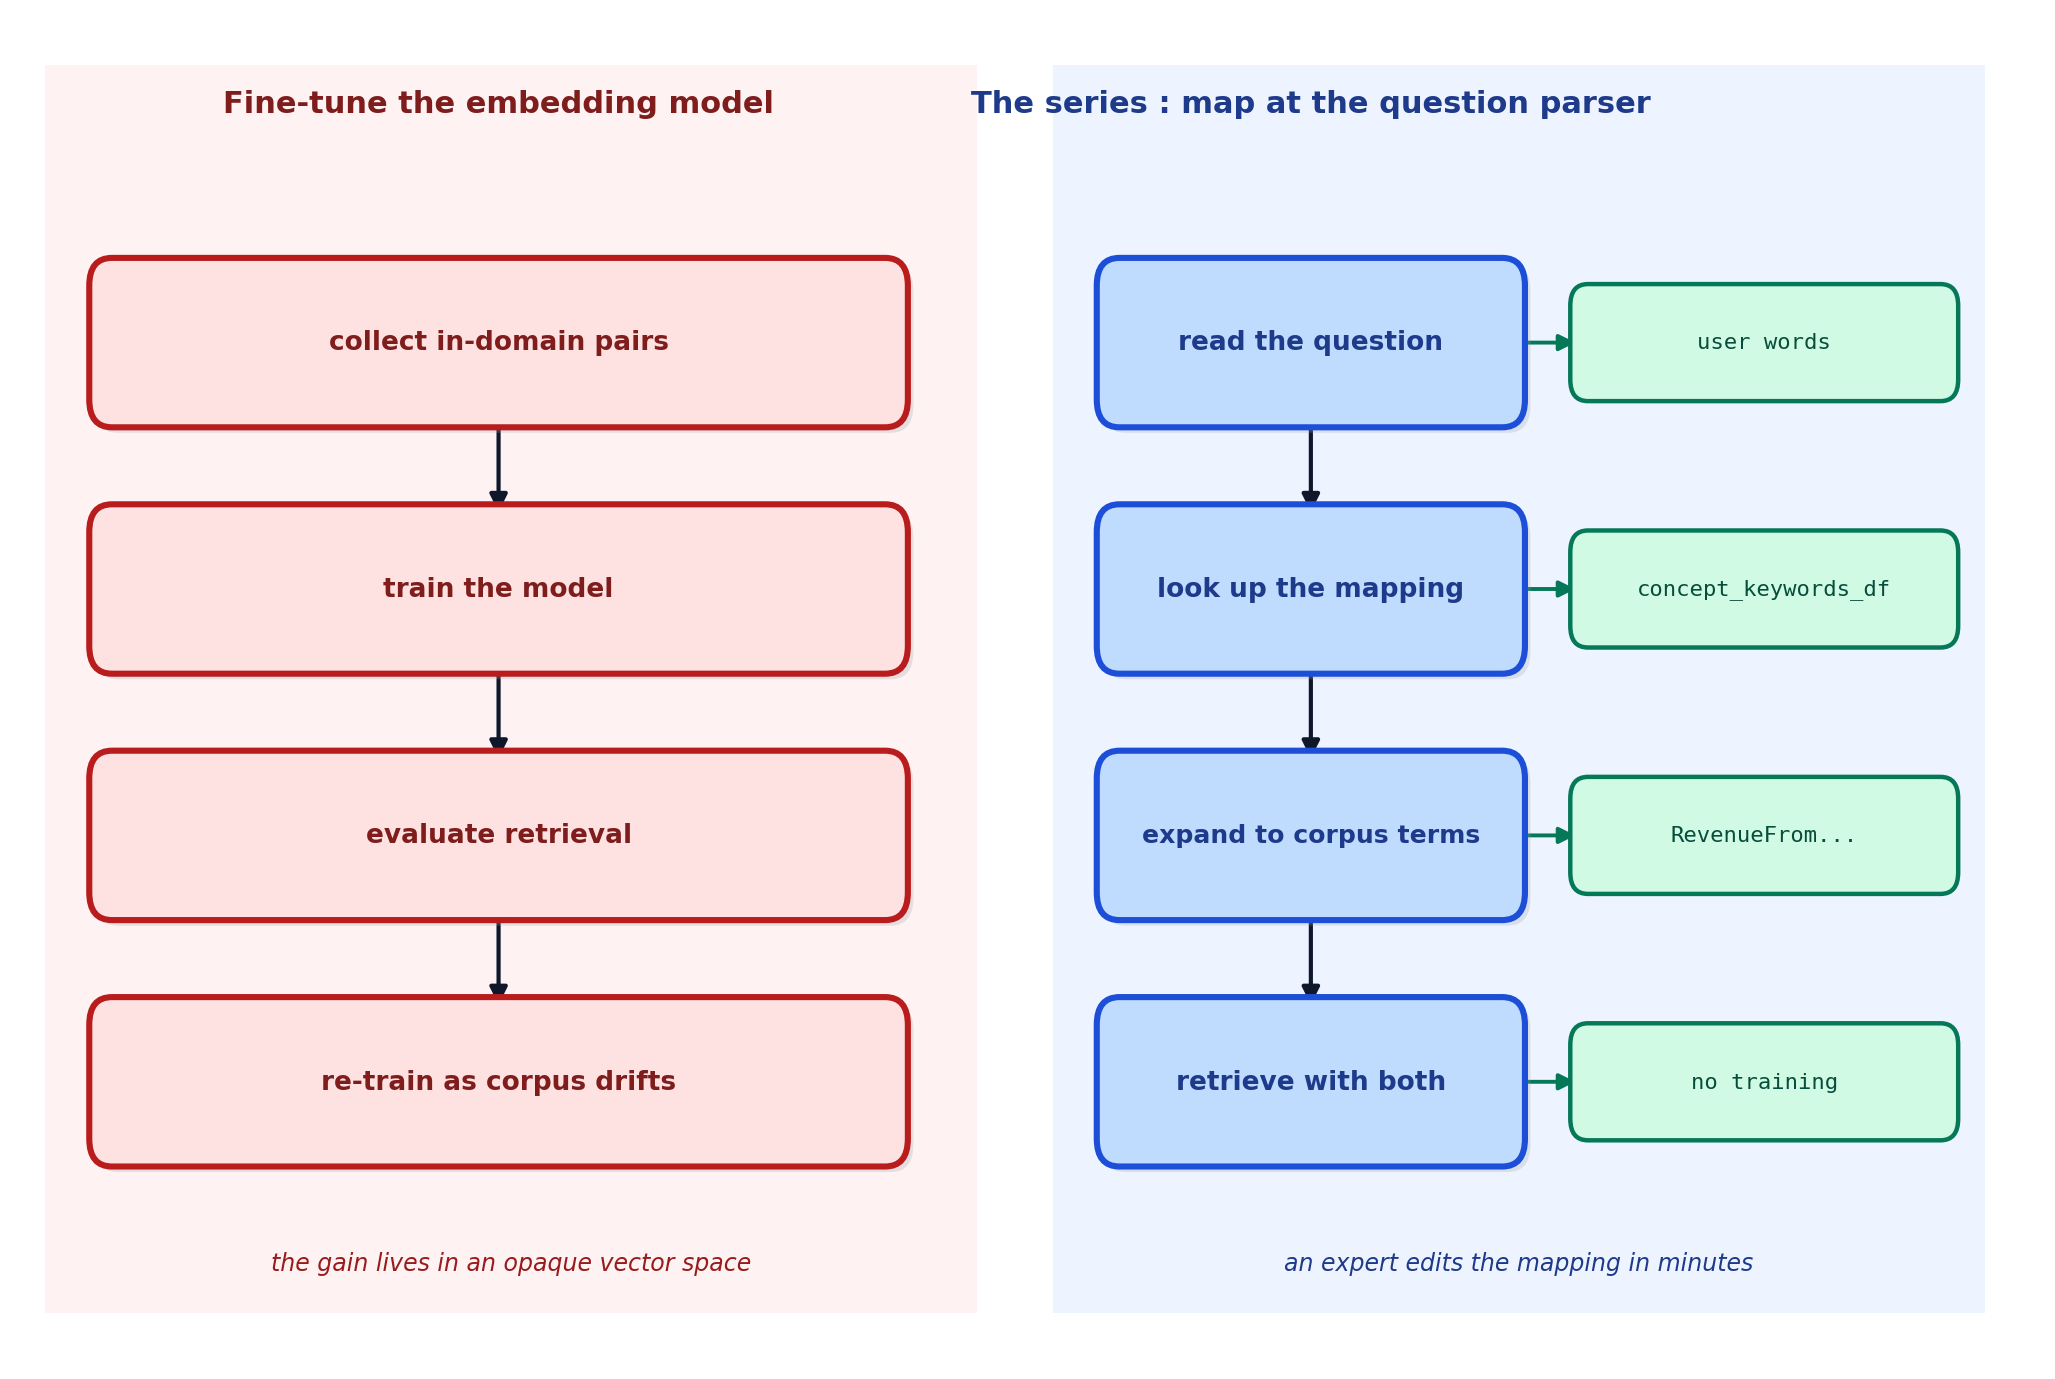 Fine-tune the embedding model
collect in-domain pairs
train the model
evaluate retrieval
re-train as corpus drifts
the gain lives in an opaque vector space
The series : map at the question parser
read the question
user words
look up the mapping
concept_keywords_df
expand to corpus terms
RevenueFrom...
retrieve with both
no training
an expert edits the mapping in minutes